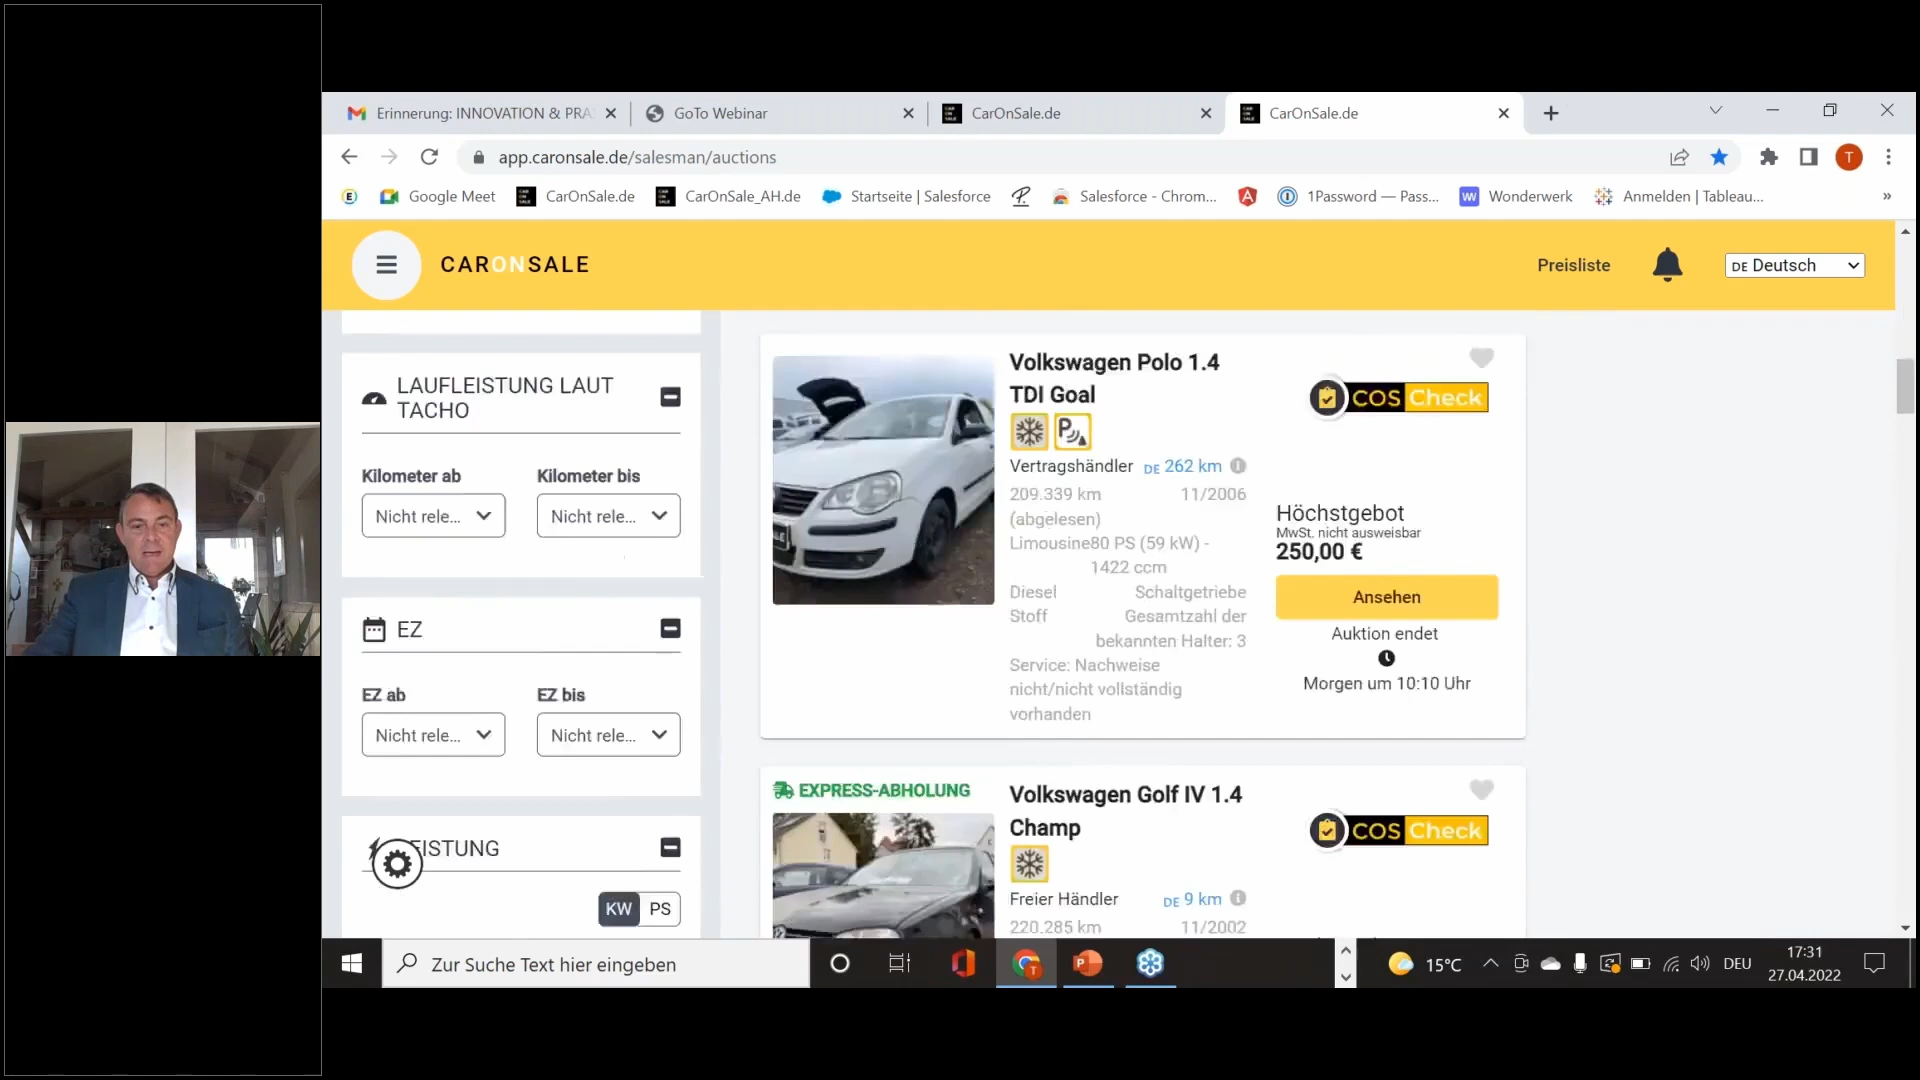 Erinnerung: INNOVATION & PRA
GoTo Webinar
CarOnSale.de
CarOnSale.de
app.caronsale.de/salesman/auctions
T
E
Google Meet
CarOnSale.de
CarOnSale_AH.de
Startseite | Salesforce
Salesforce - Chrom...
1Password — Pass...
Wonderwerk
Anmelden | Tableau...
»
CARONSALE
Preisliste
DE Deutsch
LAUFLEISTUNG LAUT
TACHO
Kilometer ab
Kilometer bis
Nicht rele...
Nicht rele...
EZ
EZ ab
EZ bis
Nicht rele...
Nicht rele...
EISTUNG
KW
PS
Volkswagen Polo 1.4
TDI Goal
COS Check
Vertragshändler DE 262 km
209.339 km 11/2006
(abgelesen)
Limousine80 PS (59 kW) -
1422 ccm
Diesel Schaltgetriebe
Stoff Gesamtzahl der
bekannten Halter: 3
Service: Nachweise
nicht/nicht vollständig
vorhanden
Höchstgebot
MwSt. nicht ausweisbar
250,00 €
Ansehen
Auktion endet
Morgen um 10:10 Uhr
EXPRESS-ABHOLUNG
Volkswagen Golf IV 1.4
Champ
COS Check
Freier Händler DE 9 km
220.285 km 11/2002
Zur Suche Text hier eingeben
15°C
DEU
17:31
27.04.2022